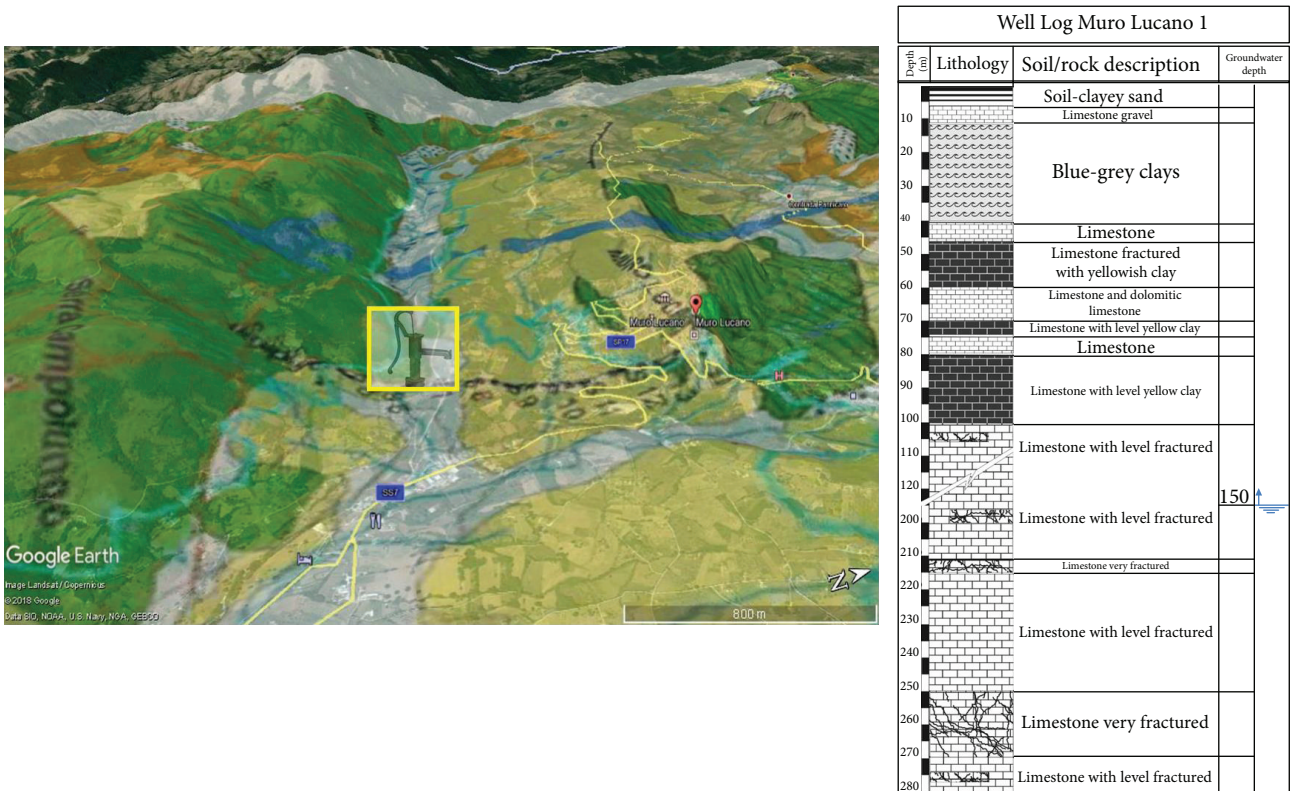 Muro Lucano
Muro Lucano
SR17
H
SS7
Google Earth
Image Landsat / Copernicus
©2018 Google
Data SIO, NOAA, U.S. Navy, NGA, GEBCO
N
800 m
Well Log Muro Lucano 1
Depth (m)
Lithology
Soil/rock description
Groundwater depth
Soil-clayey sand
10
Limestone gravel
20
Blue-grey clays
30
40
Limestone
50
Limestone fractured
with yellowish clay
60
Limestone and dolomitic
limestone
70
Limestone with level yellow clay
Limestone
80
90
Limestone with level yellow clay
100
Limestone with level fractured
110
120
150
200
Limestone with level fractured
210
Limestone very fractured
220
230
Limestone with level fractured
240
250
260
Limestone very fractured
270
Limestone with level fractured
280